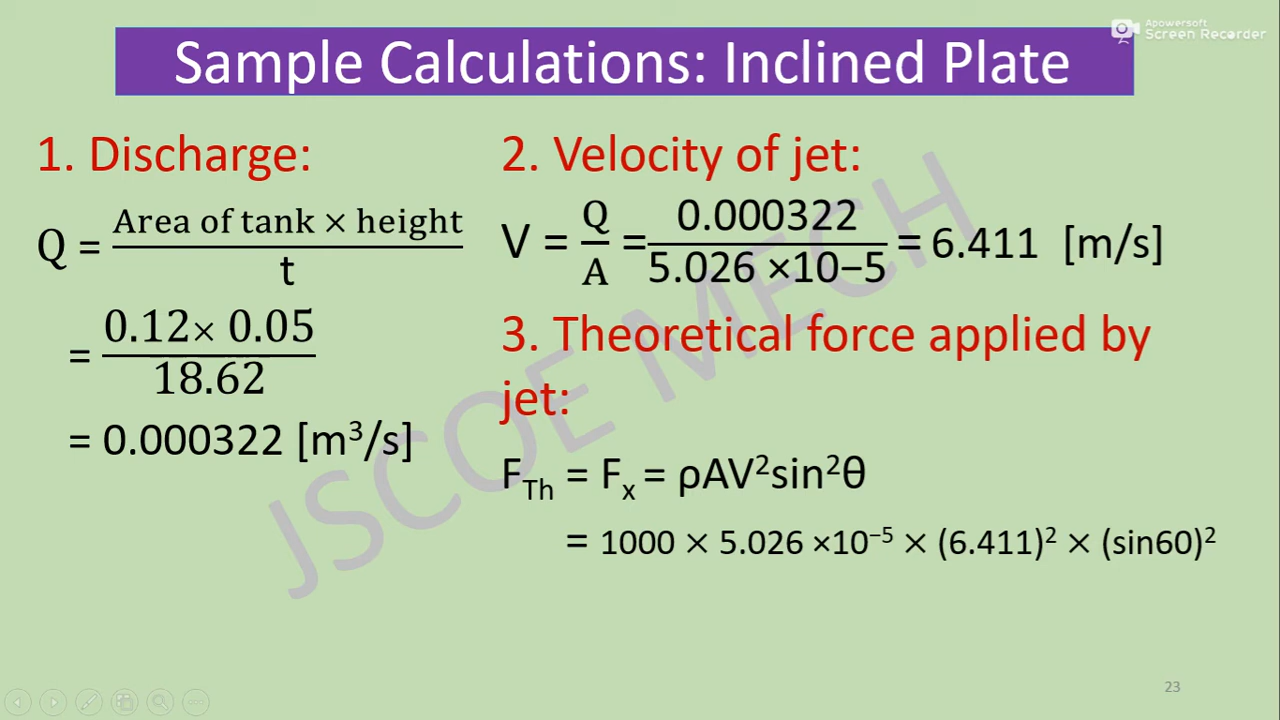 Apowersoft
Screen Recorder
Sample Calculations: Inclined Plate
1. Discharge:
Q = Area of tank × height / t
= 0.12× 0.05 / 18.62
= 0.000322 [m³/s]
2. Velocity of jet:
V = Q / A = 0.000322 / 5.026 ×10−5 = 6.411 [m/s]
3. Theoretical force applied by
jet:
F_Th = F_x = ρAV²sin²θ
= 1000 × 5.026 ×10⁻⁵ × (6.411)² × (sin60)²
JSCOE MECH
23